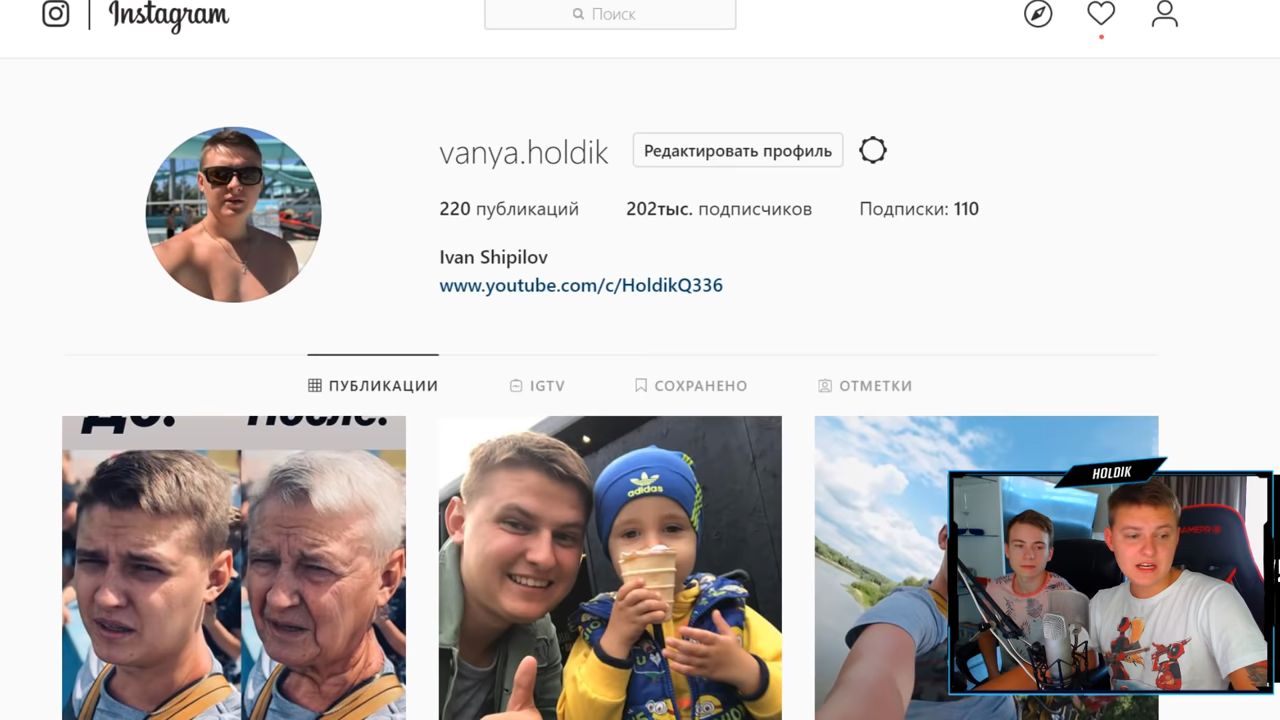 Instagram
Поиск
vanya.holdik
Редактировать профиль
220 публикаций
202тыс. подписчиков
Подписки: 110
Ivan Shipilov
www.youtube.com/c/HoldikQ336
ПУБЛИКАЦИИ
IGTV
СОХРАНЕНО
ОТМЕТКИ
До:
После:
adidas
HOLDIK